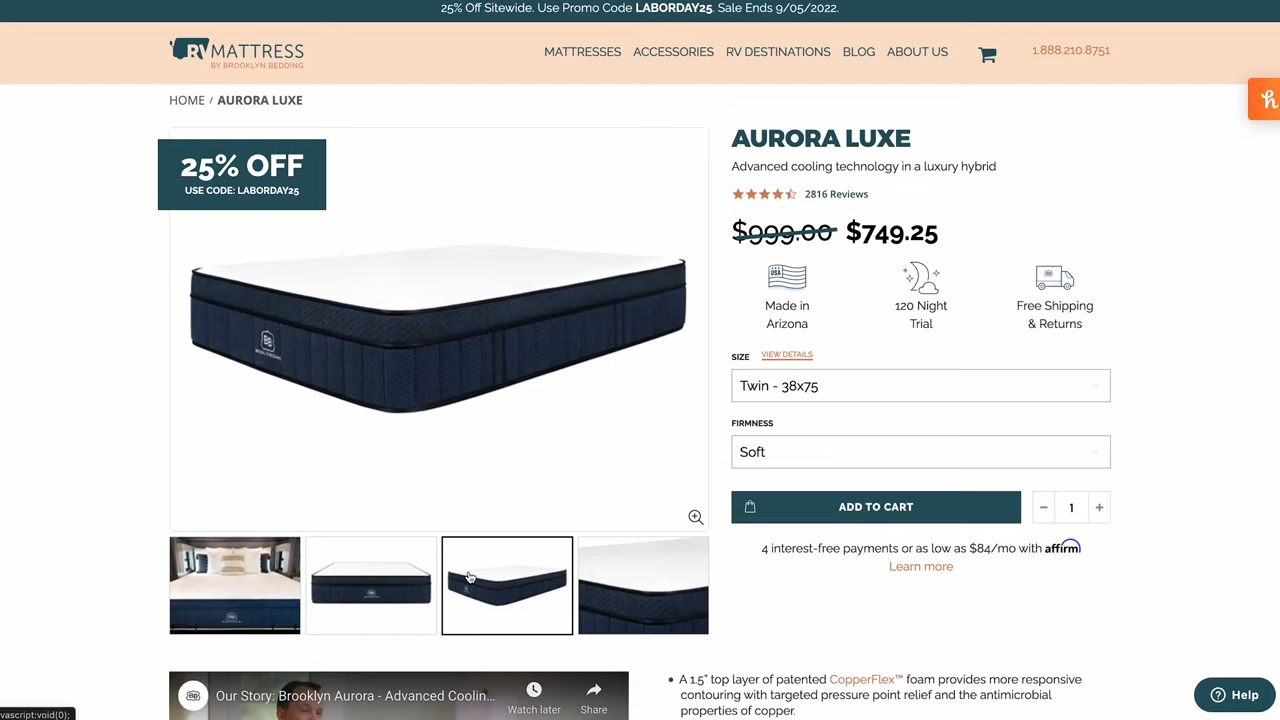 25% Off Sitewide. Use Promo Code LABORDAY25. Sale Ends 9/05/2022.
RV MATTRESS
BY BROOKLYN BEDDING
MATTRESSES ACCESSORIES RV DESTINATIONS BLOG ABOUT US
1.888.210.8751
HOME / AURORA LUXE
25% OFF
USE CODE: LABORDAY25
AURORA LUXE
Advanced cooling technology in a luxury hybrid
2816 Reviews
$999.00 $749.25
Made in
Arizona
120 Night
Trial
Free Shipping
& Returns
SIZE VIEW DETAILS
Twin - 38x75
FIRMNESS
Soft
ADD TO CART
− 1 +
4 interest-free payments or as low as $84/mo with affirm
Learn more
Our Story: Brooklyn Aurora - Advanced Coolin...
Watch later
Share
• A 1.5" top layer of patented CopperFlex™ foam provides more responsive
contouring with targeted pressure point relief and the antimicrobial
properties of copper.
Help
vascript:void(0);